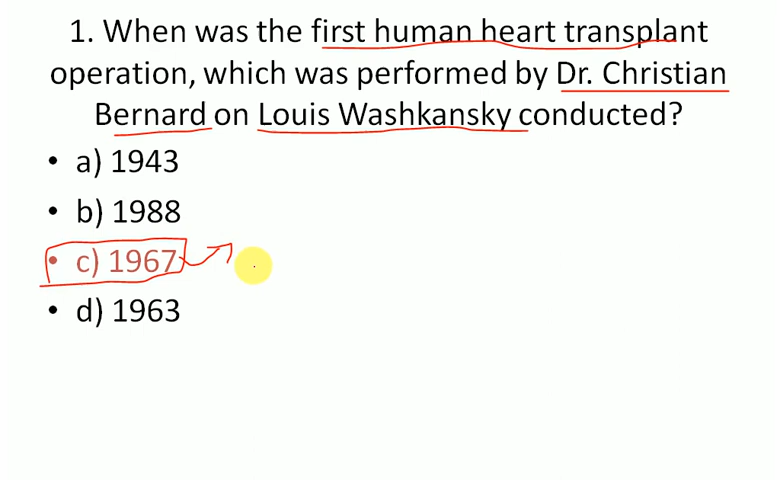 1. When was the first human heart transplant
operation, which was performed by Dr. Christian
Bernard on Louis Washkansky conducted?
• a) 1943
• b) 1988
• c) 1967
• d) 1963